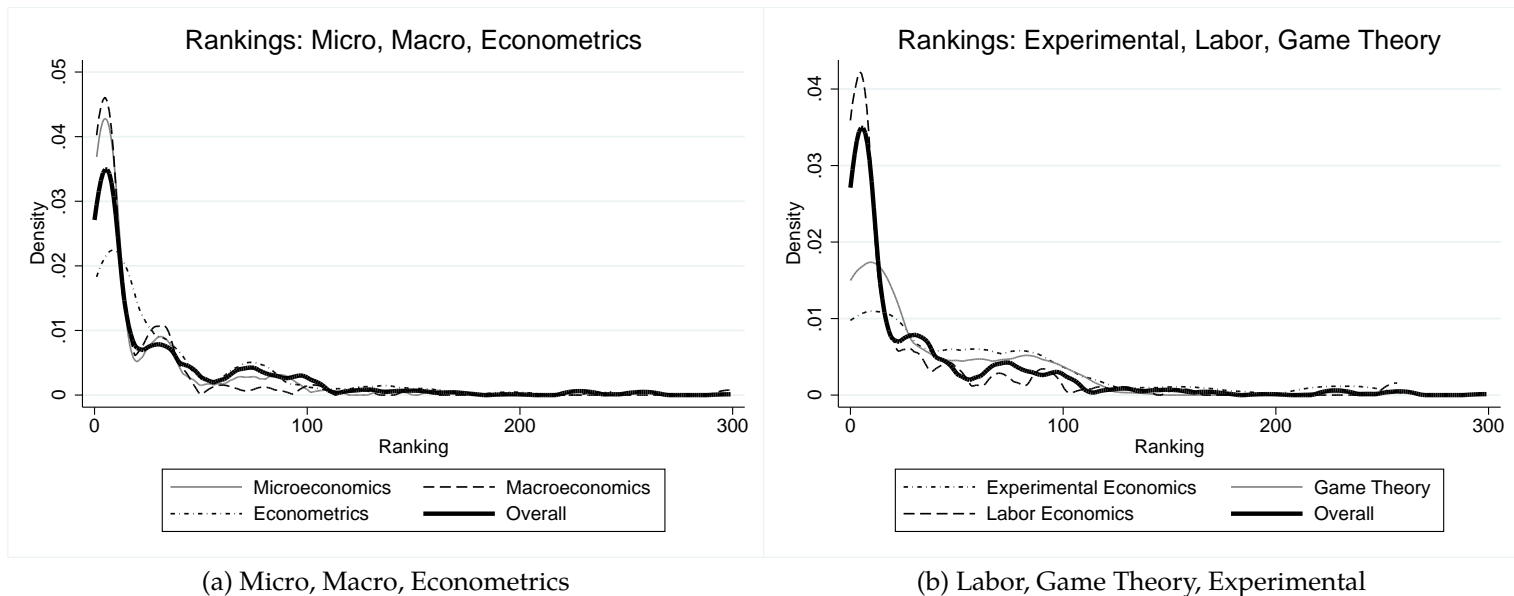 Rankings: Micro, Macro, Econometrics
.05
.04
.03
.02
.01
0
Density
0 100 200 300
Ranking
Microeconomics Macroeconomics
Econometrics Overall
(a) Micro, Macro, Econometrics
Rankings: Experimental, Labor, Game Theory
.04
.03
.02
.01
0
Density
0 100 200 300
Ranking
Experimental Economics Game Theory
Labor Economics Overall
(b) Labor, Game Theory, Experimental